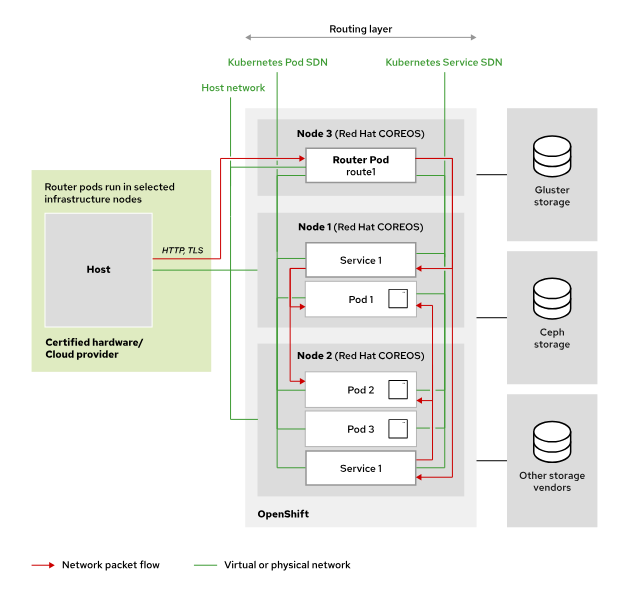 Routing layer
Kubernetes Pod SDN
Kubernetes Service SDN
Host network
Node 3 (Red Hat COREOS)
Router Pod
route1
Gluster
storage
Router pods run in selected
infrastructure nodes
HTTP, TLS
Host
Certified hardware/
Cloud provider
Node 1 (Red Hat COREOS)
Service 1
Pod 1
Ceph
storage
Node 2 (Red Hat COREOS)
Pod 2
Pod 3
Service 1
Other storage
vendors
OpenShift
Network packet flow
Virtual or physical network